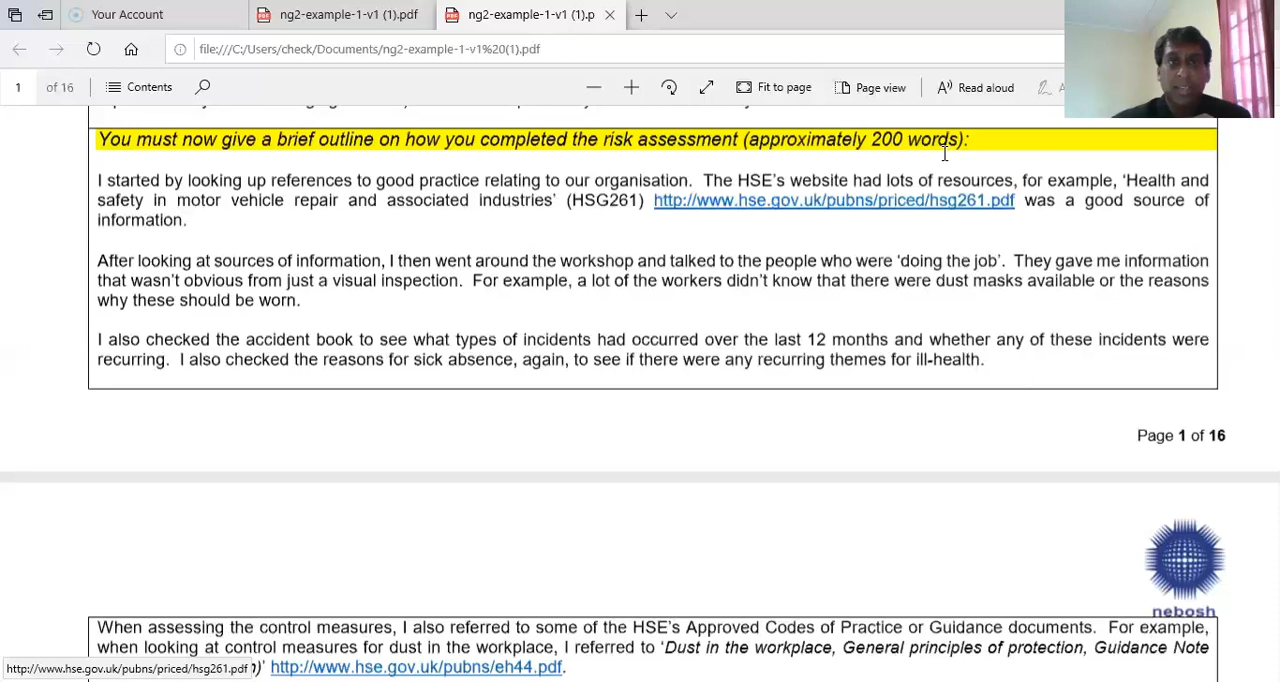 Your Account
ng2-example-1-v1 (1).pdf
ng2-example-1-v1 (1).p
file:///C:/Users/check/Documents/ng2-example-1-v1%20(1).pdf
1 of 16
Contents
Fit to page
Page view
Read aloud
You must now give a brief outline on how you completed the risk assessment (approximately 200 words):
I started by looking up references to good practice relating to our organisation. The HSE's website had lots of resources, for example, 'Health and
safety in motor vehicle repair and associated industries' (HSG261) http://www.hse.gov.uk/pubns/priced/hsg261.pdf was a good source of
information.
After looking at sources of information, I then went around the workshop and talked to the people who were 'doing the job'. They gave me information
that wasn't obvious from just a visual inspection. For example, a lot of the workers didn't know that there were dust masks available or the reasons
why these should be worn.
I also checked the accident book to see what types of incidents had occurred over the last 12 months and whether any of these incidents were
recurring. I also checked the reasons for sick absence, again, to see if there were any recurring themes for ill-health.
Page 1 of 16
nebosh
When assessing the control measures, I also referred to some of the HSE's Approved Codes of Practice or Guidance documents. For example,
when looking at control measures for dust in the workplace, I referred to 'Dust in the workplace, General principles of protection, Guidance Note
)' http://www.hse.gov.uk/pubns/eh44.pdf.
http://www.hse.gov.uk/pubns/priced/hsg261.pdf